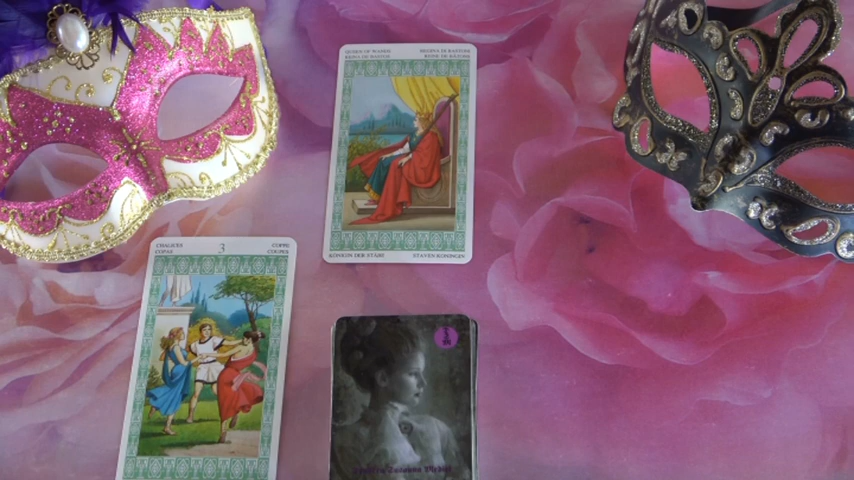 QUEEN OF WANDS REGINA DI BASTONI
REINA DE BASTOS REINE DE BATONS
KÖNIGIN DER STÄBE STAVEN KONINGIN
CHALICES 3 COPPE
COPAS COUPES